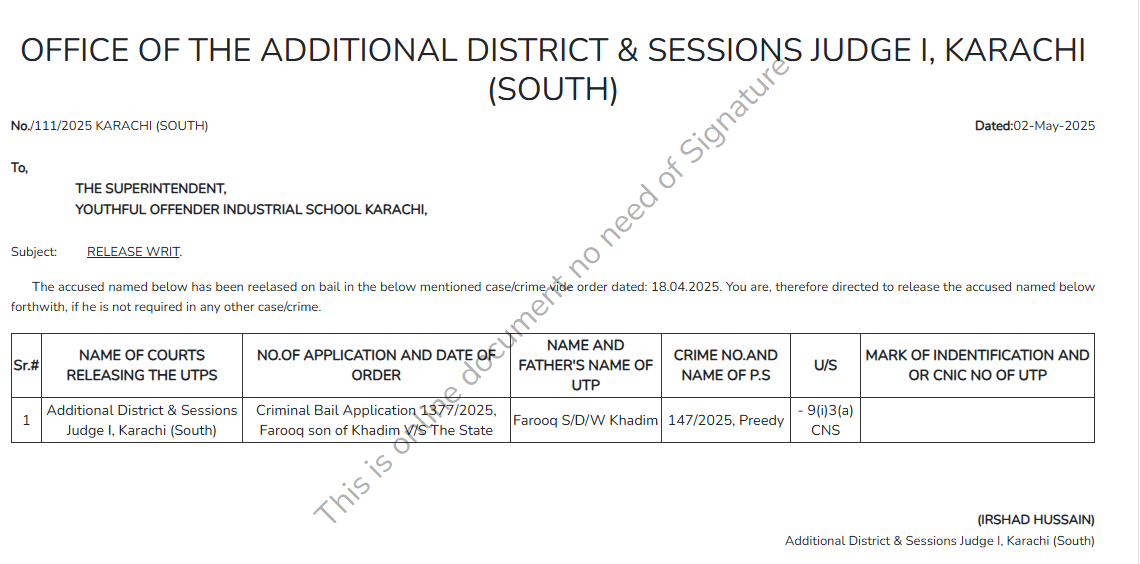 OFFICE OF THE ADDITIONAL DISTRICT & SESSIONS JUDGE I, KARACHI
(SOUTH)
No./111/2025 KARACHI (SOUTH) Dated:02-May-2025
To,
THE SUPERINTENDENT,
YOUTHFUL OFFENDER INDUSTRIAL SCHOOL KARACHI,
Subject: RELEASE WRIT.
The accused named below has been reelased on bail in the below mentioned case/crime vide order dated: 18.04.2025. You are, therefore directed to release the accused named below
forthwith, if he is not required in any other case/crime.
Sr.# NAME OF COURTS RELEASING THE UTPS NO.OF APPLICATION AND DATE OF ORDER NAME AND FATHER'S NAME OF UTP CRIME NO.AND NAME OF P.S U/S MARK OF INDENTIFICATION AND OR CNIC NO OF UTP
1 Additional District & Sessions Judge I, Karachi (South) Criminal Bail Application 1377/2025, Farooq son of Khadim V/S The State Farooq S/D/W Khadim 147/2025, Preedy - 9(i)3(a) CNS
(IRSHAD HUSSAIN)
Additional District & Sessions Judge I, Karachi (South)
This is online document no need of Signature